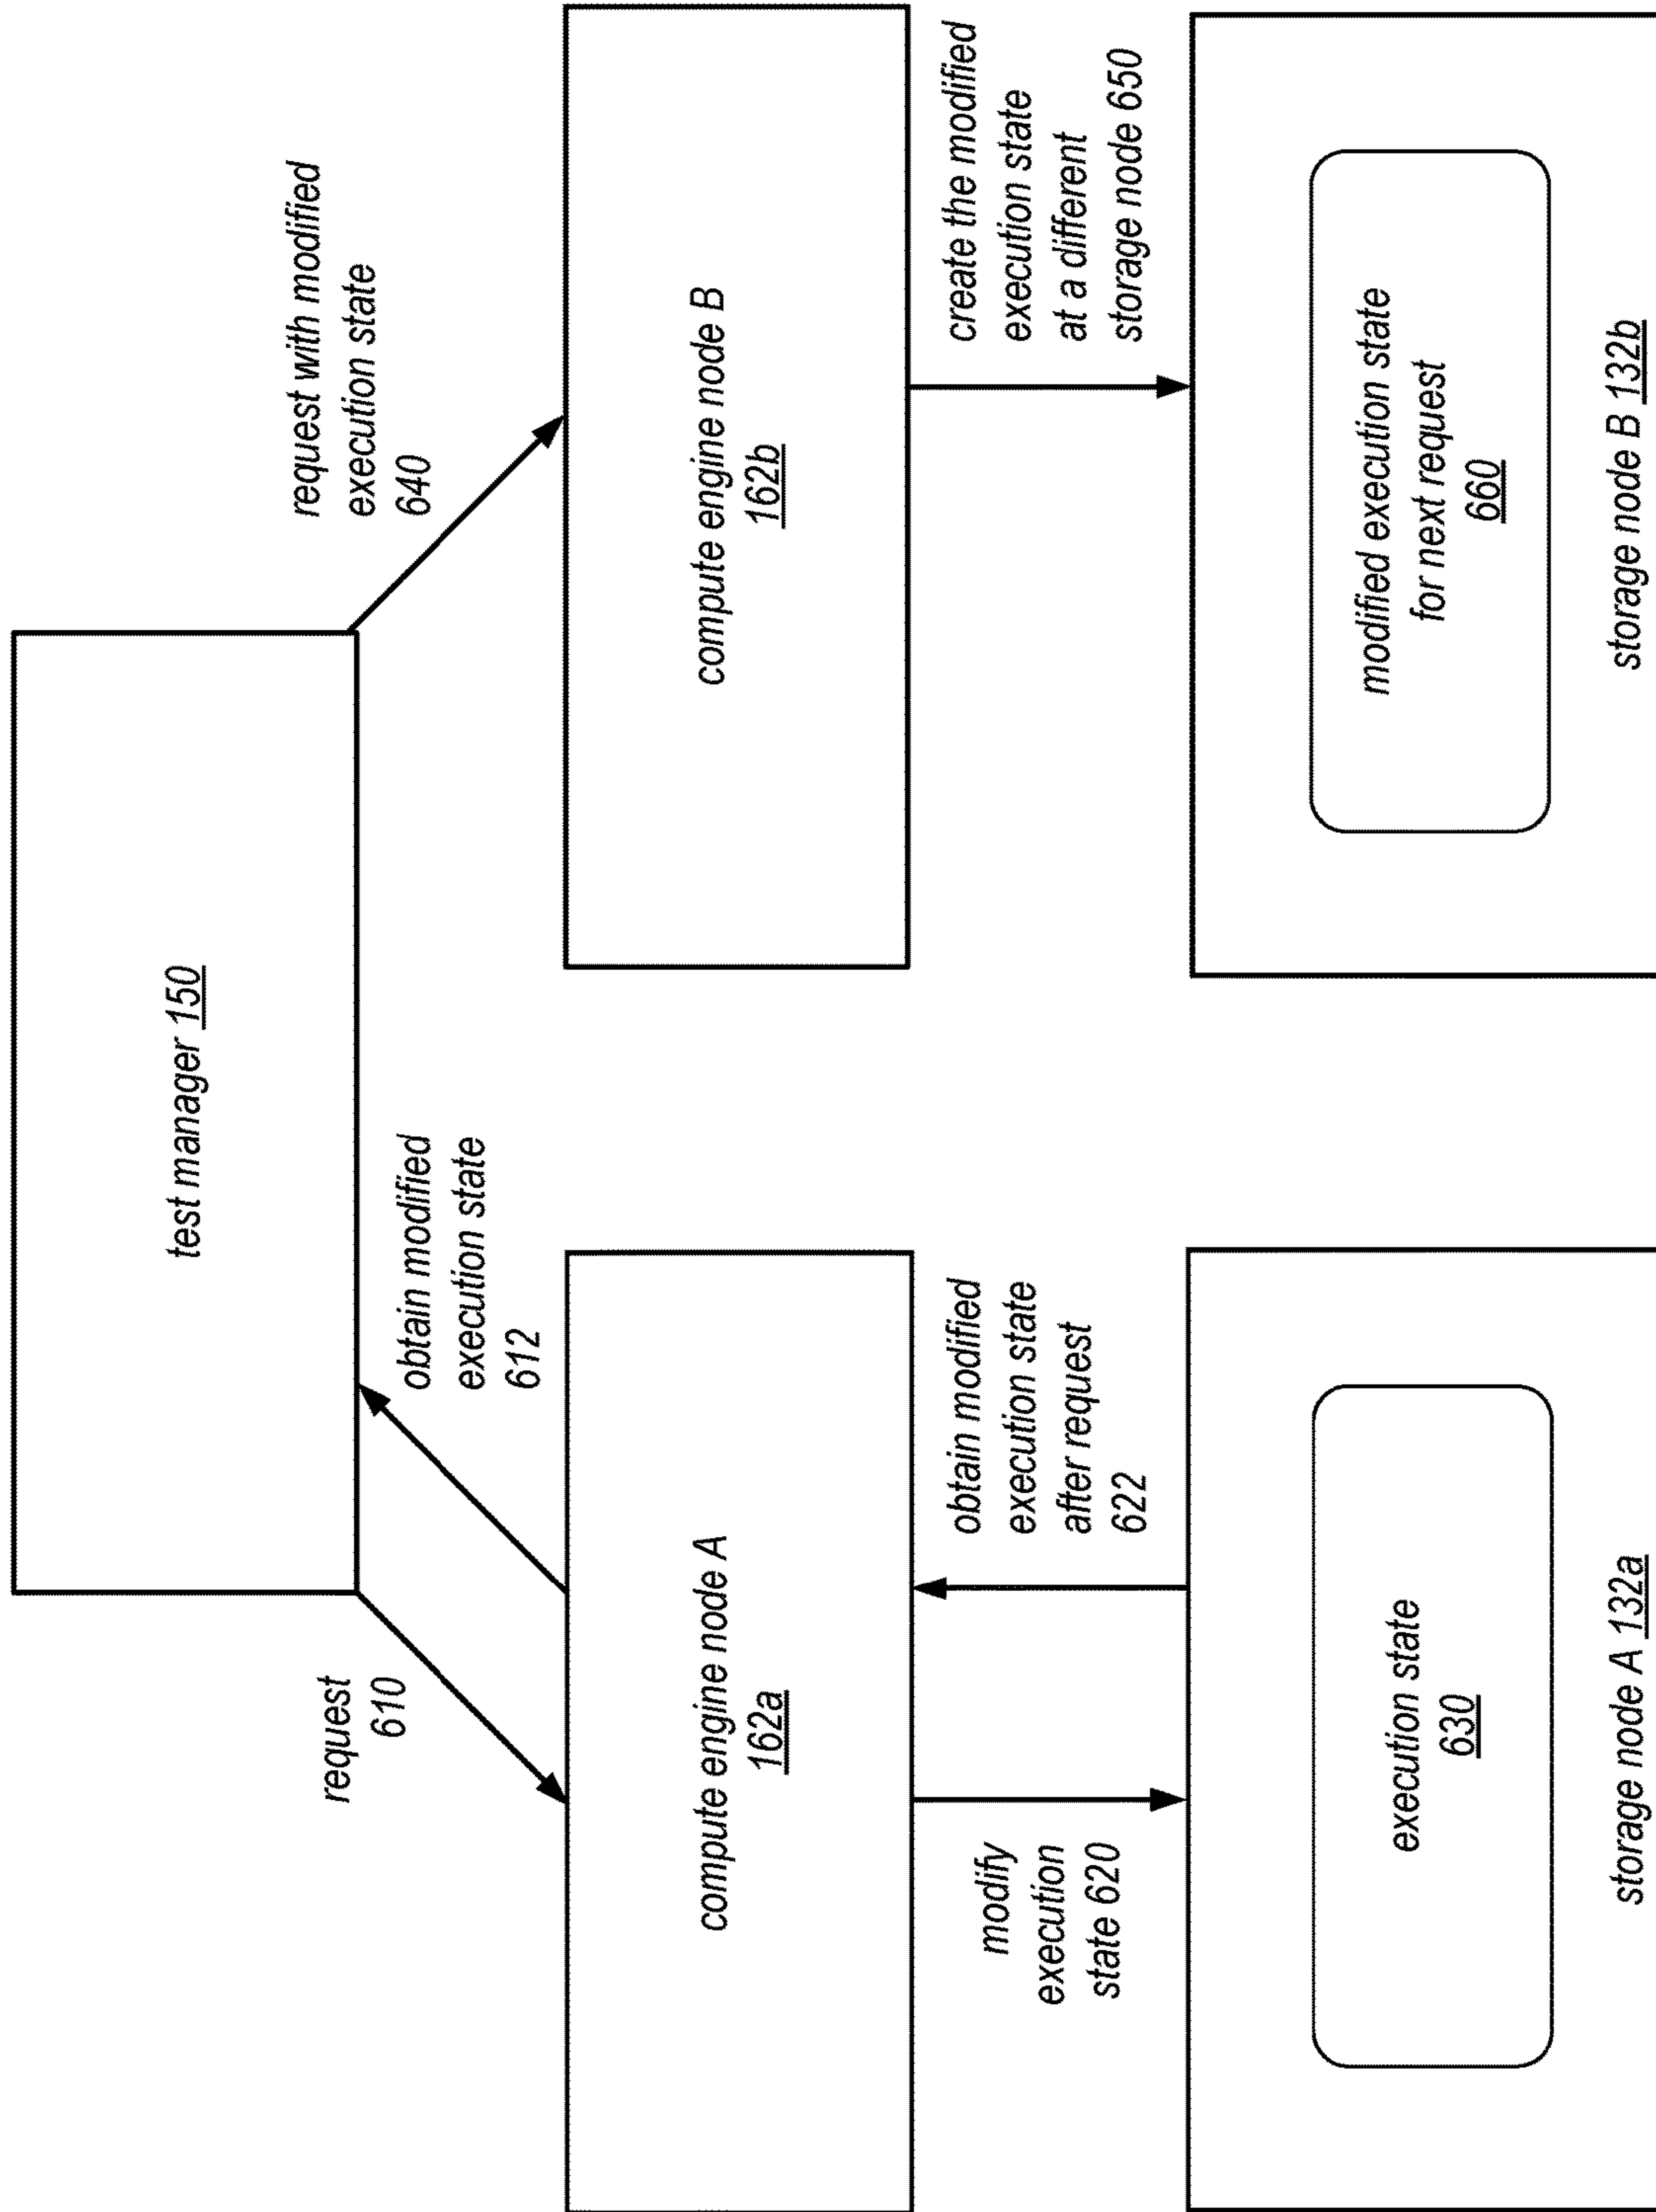 test manager 150
request
610
obtain modified
execution state
612
request with modified
execution state
640
compute engine node A
162a
compute engine node B
162b
modify
execution
state 620
obtain modified
execution state
after request
622
create the modified
execution state
at a different
storage node 650
execution state
630
storage node A 132a
modified execution state
for next request
660
storage node B 132b